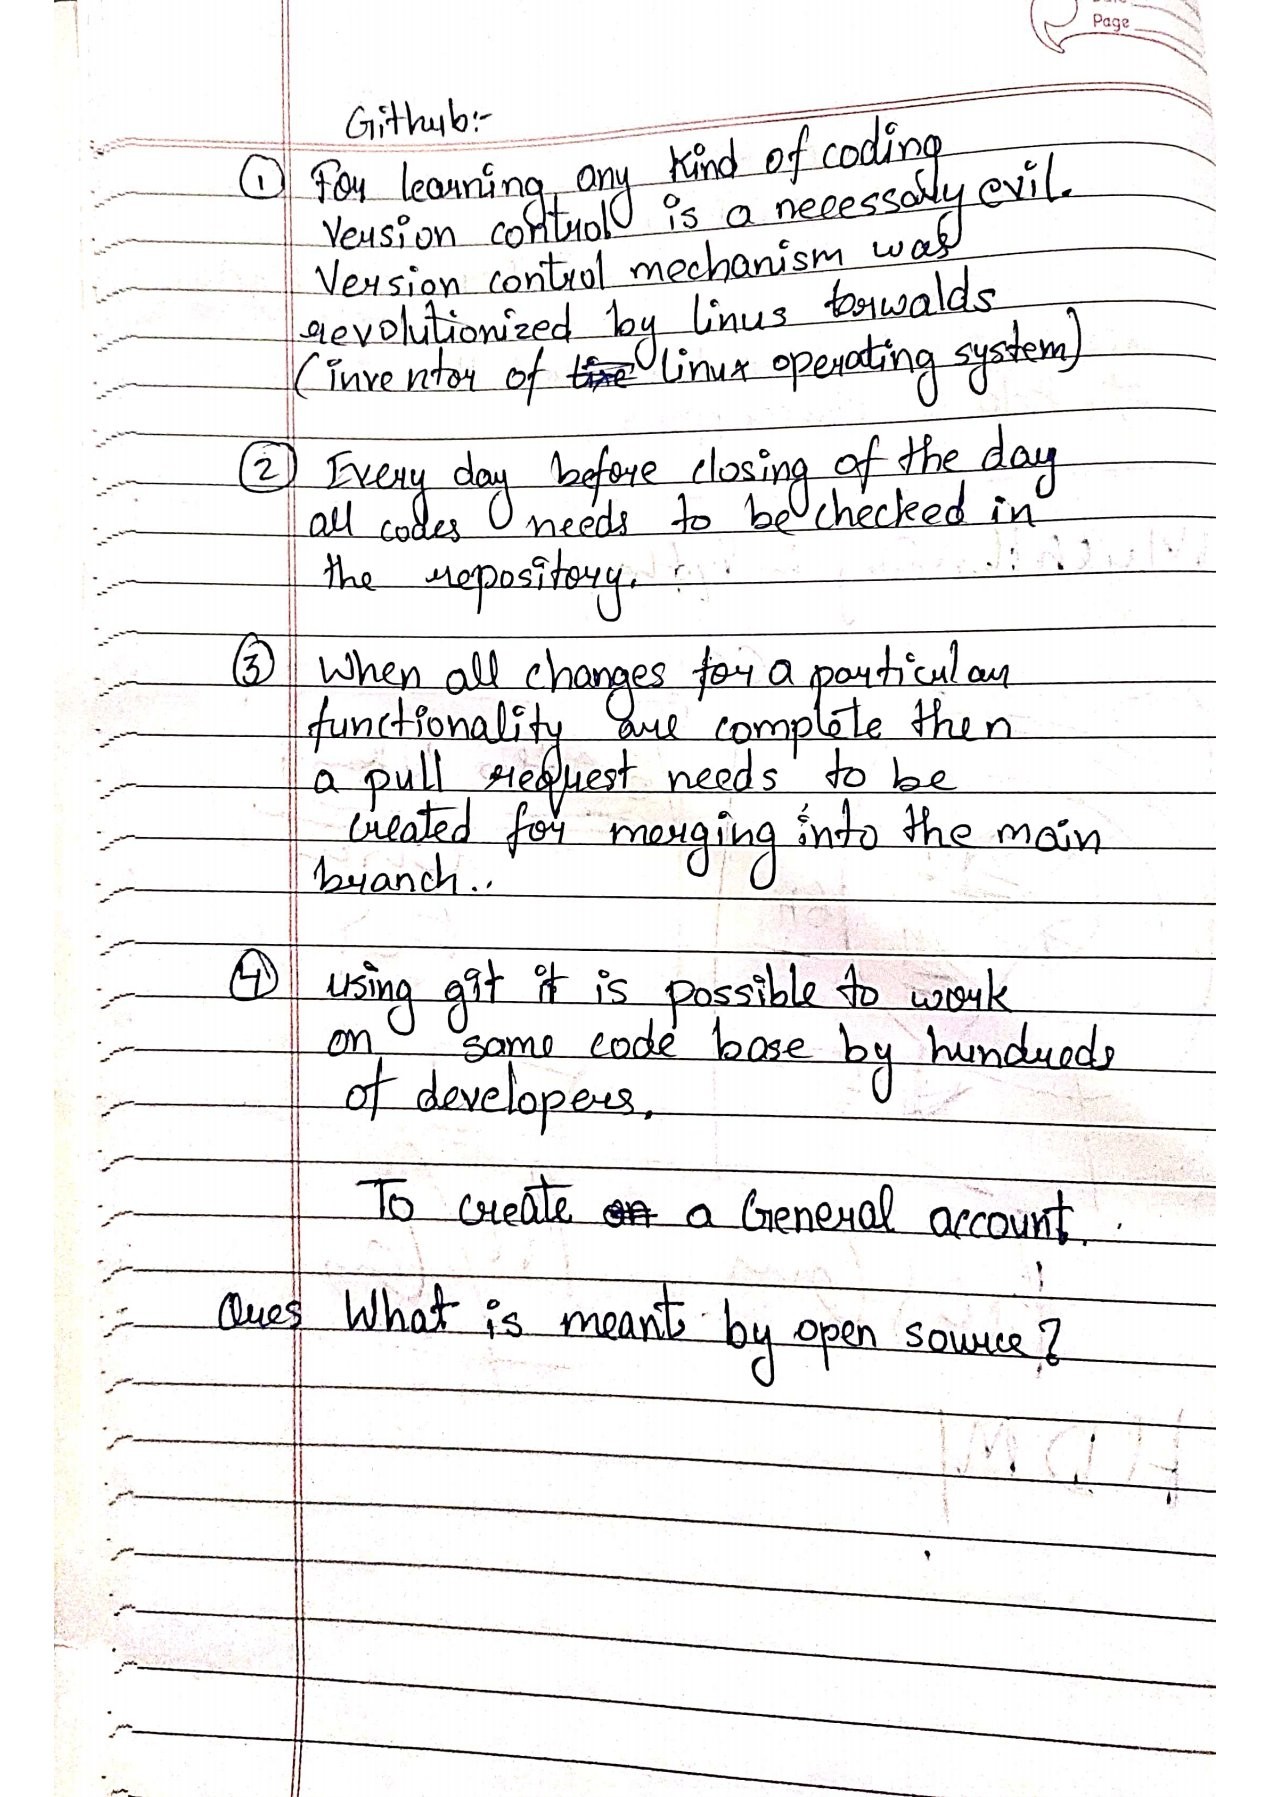 Page
Github:-
① For learning any kind of coding
version control is a necessary evil.
Version control mechanism was
revolutionized by linus torwalds
(inventor of the linux operating system)
② Every day before closing of the day
all codes needs to be checked in
the repository.
③ When all changes for a particular
functionality are complete then
a pull request needs to be
created for merging into the main
branch..
④ using git it is possible to work
on same code base by hundreds
of developers.
To create an a General account.
Ques What is meant by open source?